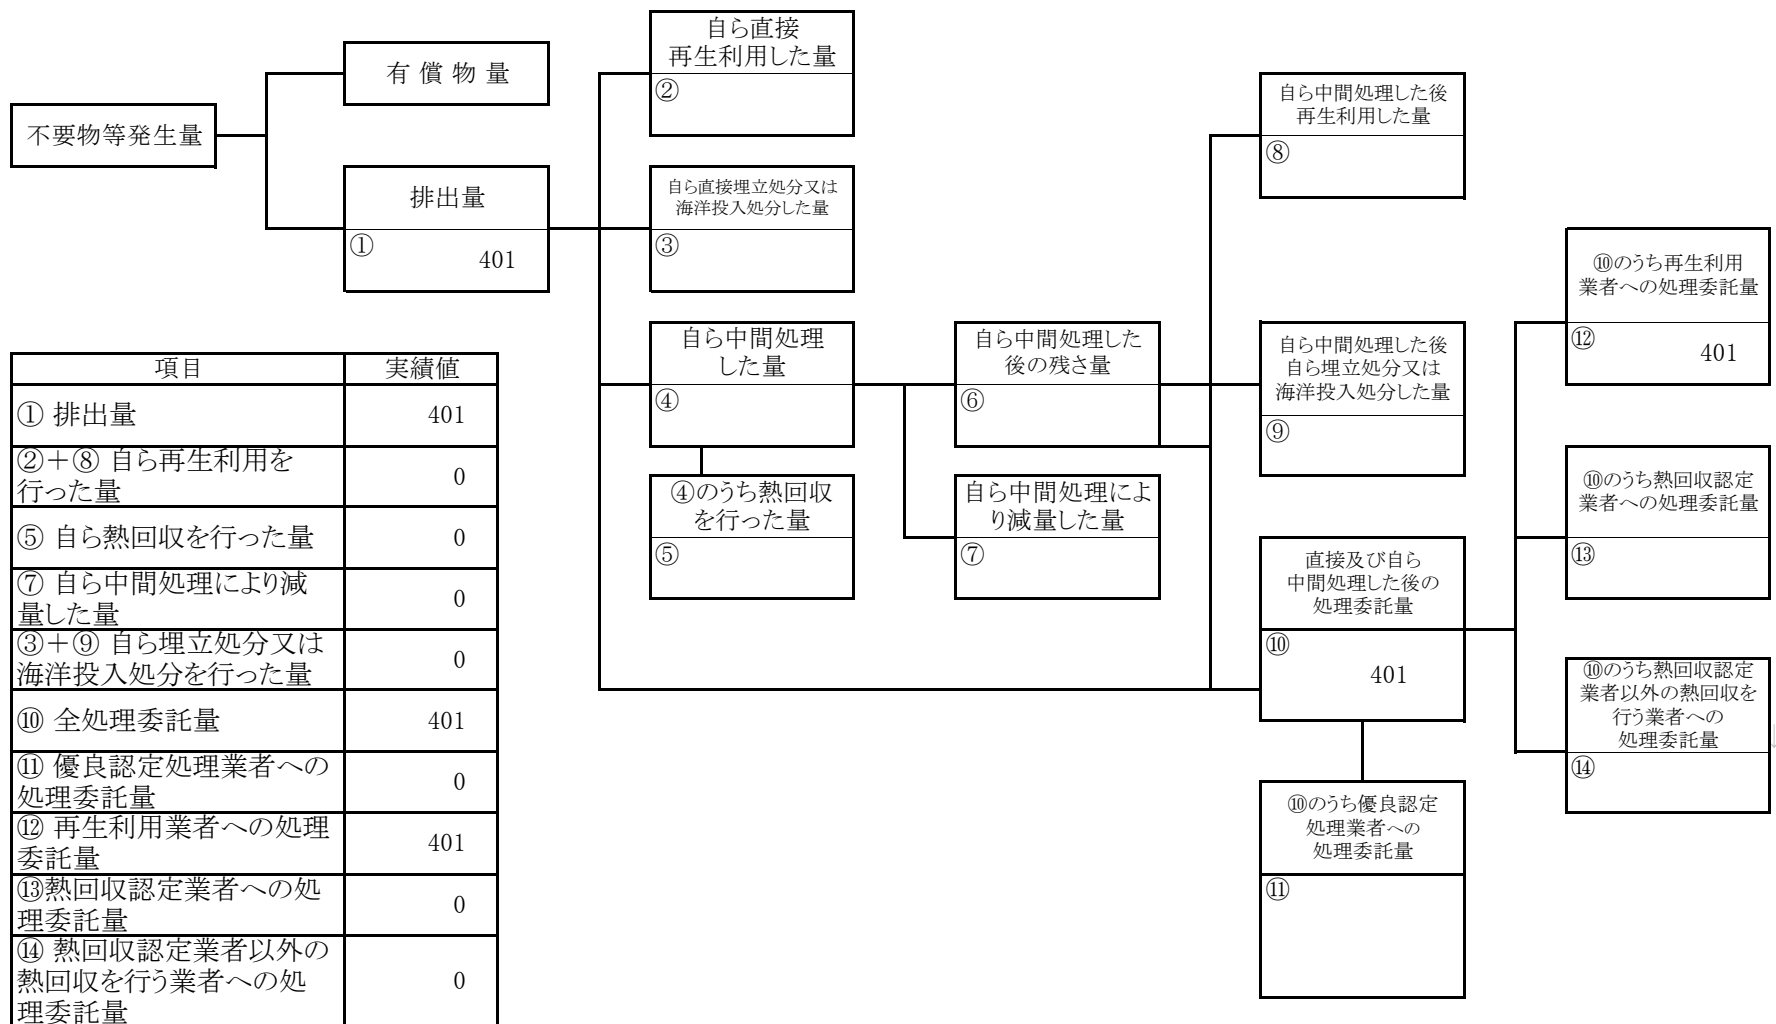 自ら直接
再生利用した量
②
有 償 物 量
不要物等発生量
排出量
①
401
自ら直接埋立処分又は
海洋投入処分した量
③
自ら中間処理した後
再生利用した量
⑧
自ら中間処理
した量
④
自ら中間処理した
後の残さ量
⑥
自ら中間処理した後
自ら埋立処分又は
海洋投入処分した量
⑨
⑩のうち再生利用
業者への処理委託量
⑫
401
④のうち熱回収
を行った量
⑤
自ら中間処理によ
り減量した量
⑦
⑩のうち熱回収認定
業者への処理委託量
⑬
直接及び自ら
中間処理した後の
処理委託量
⑩
401
⑩のうち熱回収認定
業者以外の熱回収を
行う業者への
処理委託量
⑭
⑩のうち優良認定
処理業者への
処理委託量
⑪
項目 実績値
① 排出量 401
②＋⑧ 自ら再生利用を
行った量 0
⑤ 自ら熱回収を行った量 0
⑦ 自ら中間処理により減
量した量 0
③＋⑨ 自ら埋立処分又は
海洋投入処分を行った量 0
⑩ 全処理委託量 401
⑪ 優良認定処理業者への
処理委託量 0
⑫ 再生利用業者への処理
委託量 401
⑬熱回収認定業者への処
理委託量 0
⑭ 熱回収認定業者以外の
熱回収を行う業者への処
理委託量 0